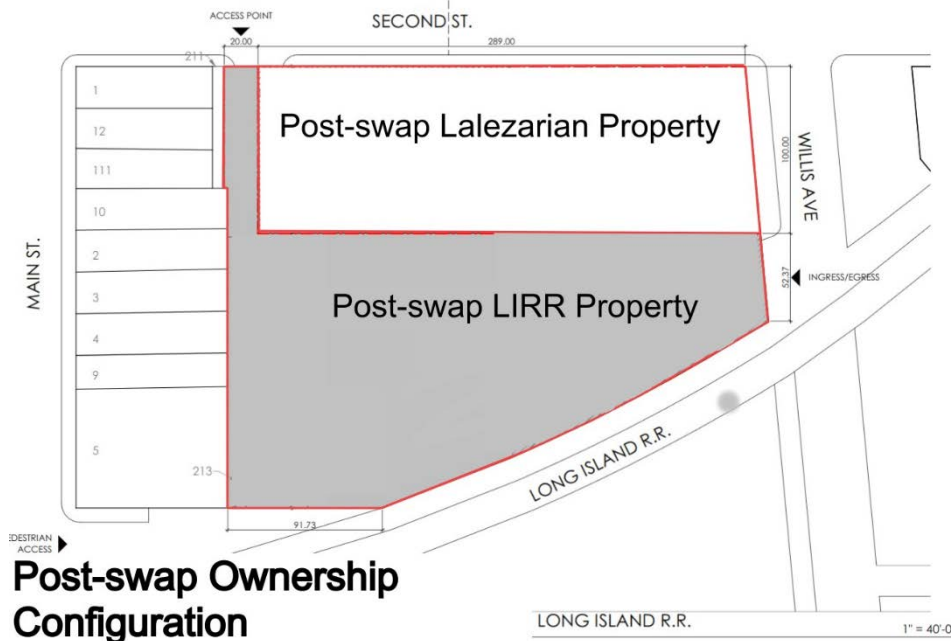 ACCESS POINT
SECOND ST.
20.00
289.00
211
1
12
111
10
2
3
4
9
5
213
MAIN ST.
Post-swap Lalezarian Property
100.00
WILLIS AVE
52.37
INGRESS/EGRESS
Post-swap LIRR Property
LONG ISLAND R.R.
91.73
EDESTRIAN
ACCESS
Post-swap Ownership
Configuration
LONG ISLAND R.R.
1" = 40'-0